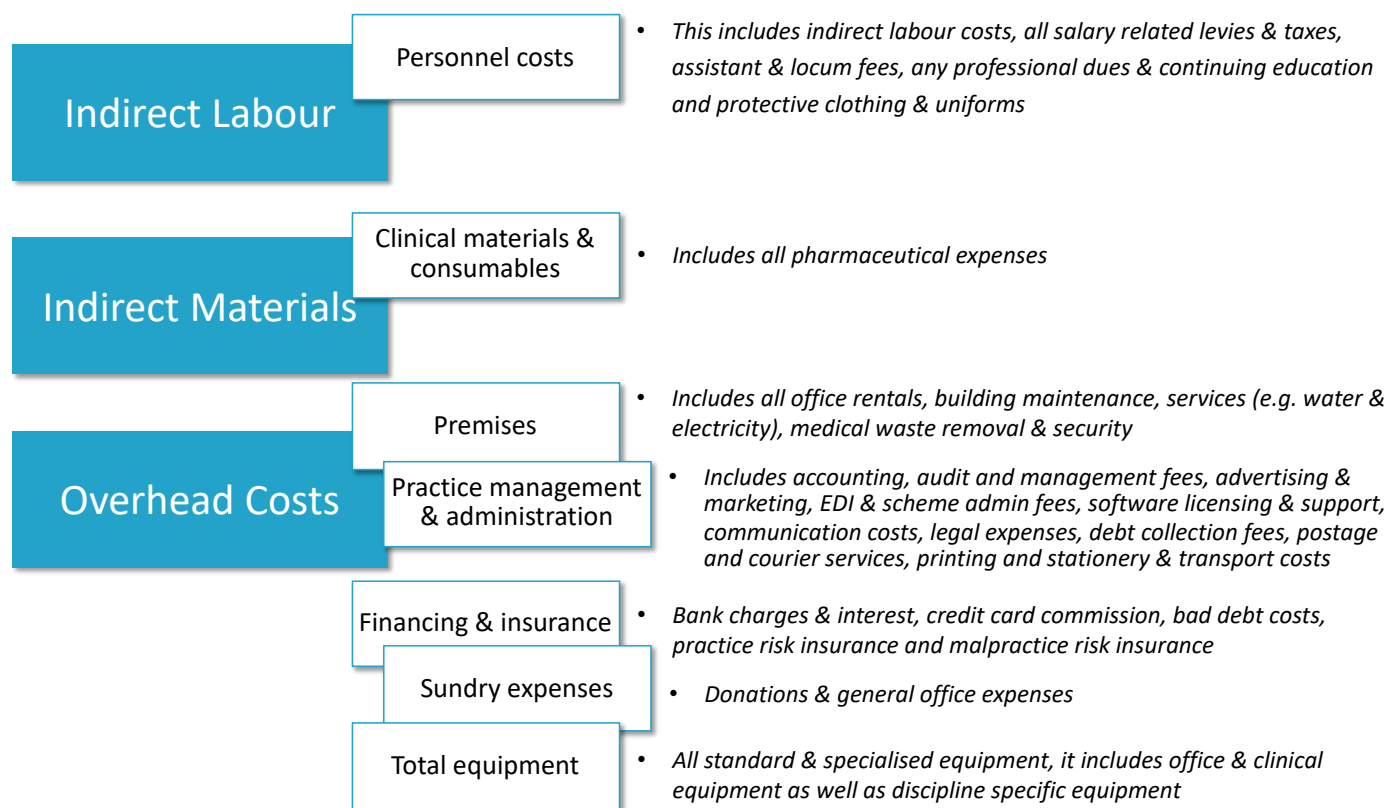 Indirect Labour
Personnel costs
• This includes indirect labour costs, all salary related levies & taxes,
assistant & locum fees, any professional dues & continuing education
and protective clothing & uniforms
Indirect Materials
Clinical materials &
consumables
• Includes all pharmaceutical expenses
Overhead Costs
Premises
• Includes all office rentals, building maintenance, services (e.g. water &
electricity), medical waste removal & security
Practice management
& administration
• Includes accounting, audit and management fees, advertising &
marketing, EDI & scheme admin fees, software licensing & support,
communication costs, legal expenses, debt collection fees, postage
and courier services, printing and stationery & transport costs
Financing & insurance
• Bank charges & interest, credit card commission, bad debt costs,
practice risk insurance and malpractice risk insurance
Sundry expenses
• Donations & general office expenses
Total equipment
• All standard & specialised equipment, it includes office & clinical
equipment as well as discipline specific equipment